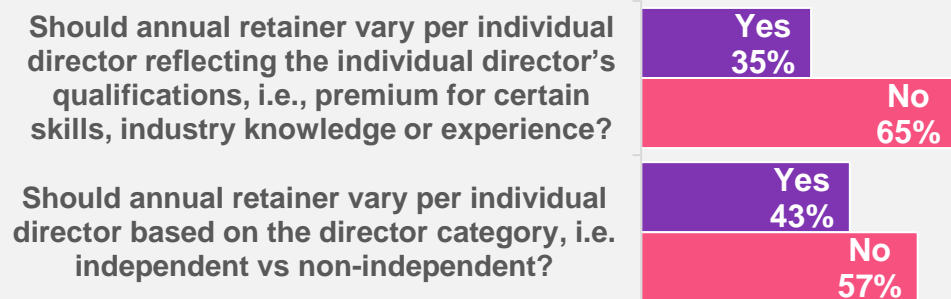 Should annual retainer vary per individual
director reflecting the individual director’s
qualifications, i.e., premium for certain
skills, industry knowledge or experience?
Yes
35%
No
65%
Should annual retainer vary per individual
director based on the director category, i.e.
independent vs non-independent?
Yes
43%
No
57%